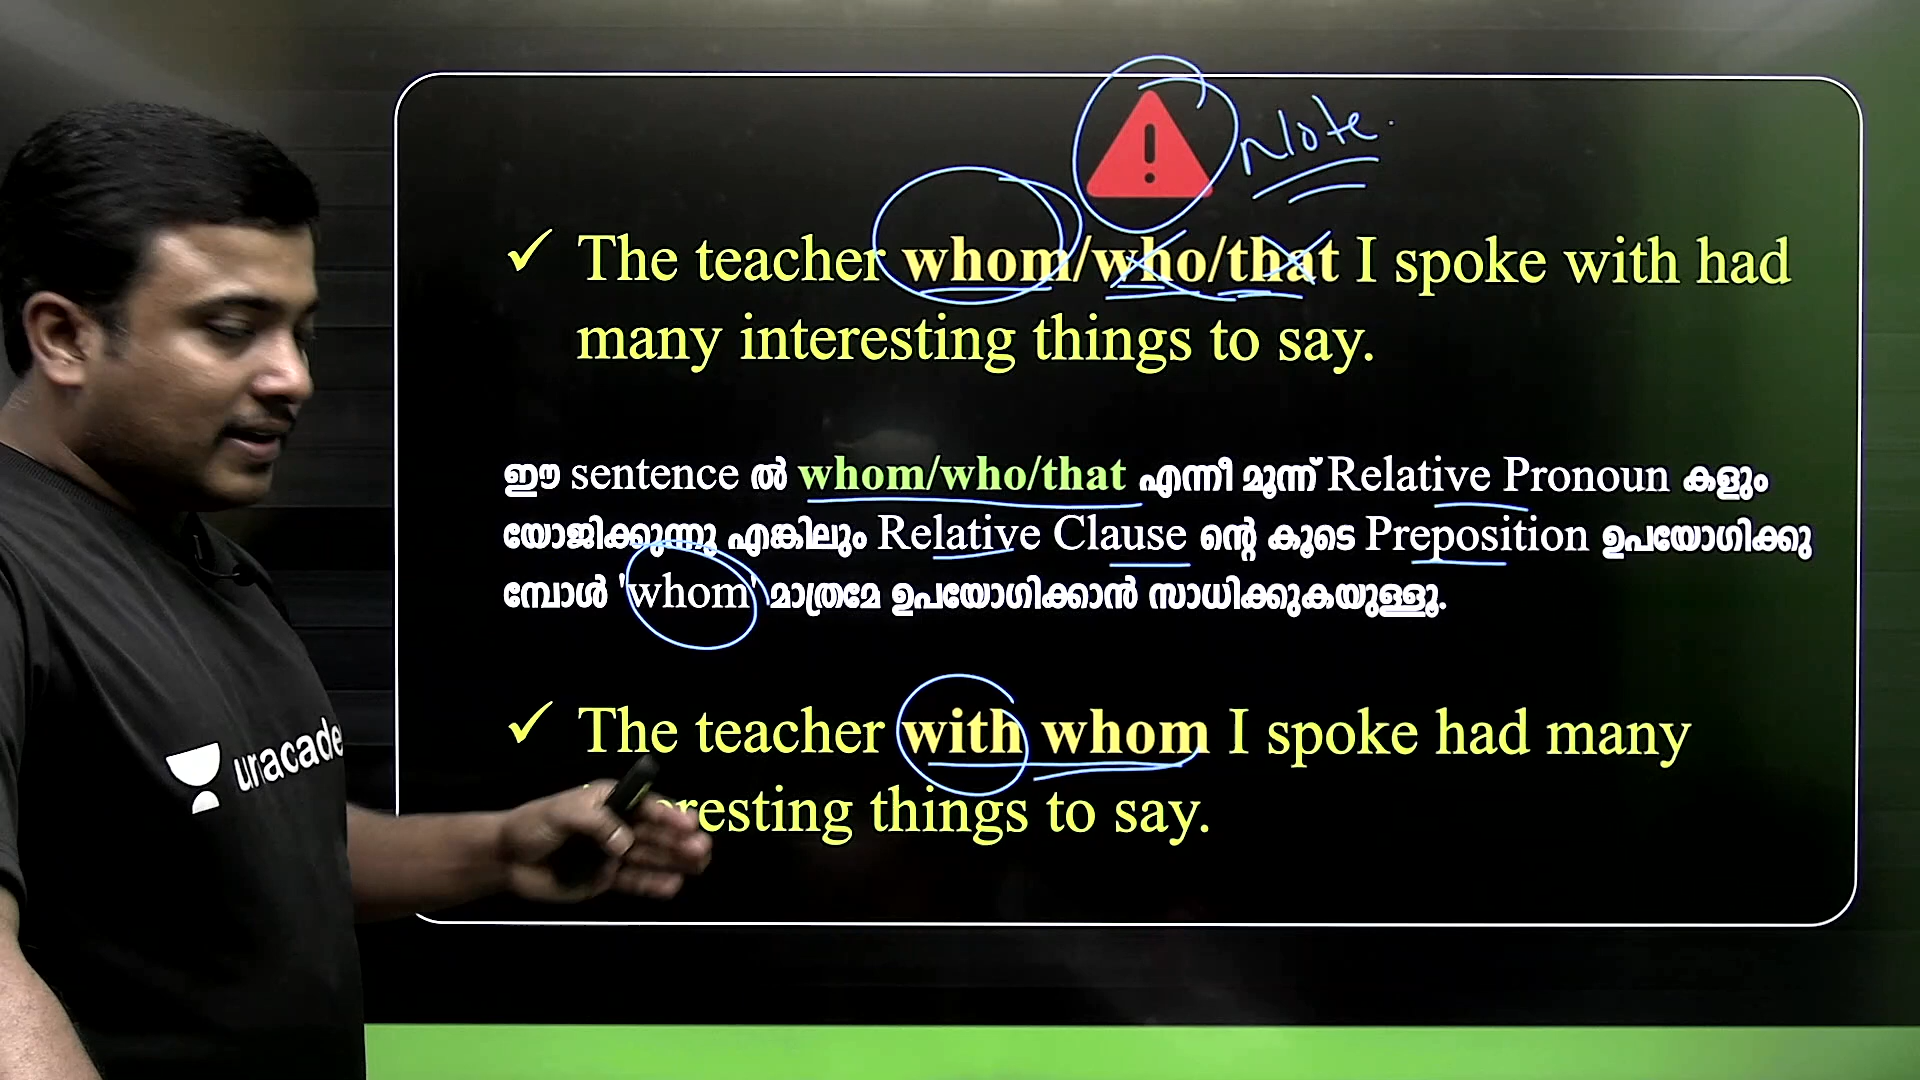 Note.
✓ The teacher whom/who/that I spoke with had
many interesting things to say.
ഈ sentence ൽ whom/who/that എന്നീ മൂന്ന് Relative Pronoun കളും
യോജിക്കുന്നു എങ്കിലും Relative Clause ന്റെ കൂടെ Preposition ഉപയോഗിക്കു
മ്പോൾ 'whom' മാത്രമേ ഉപയോഗിക്കാൻ സാധിക്കുകയുള്ളൂ.
✓ The teacher with whom I spoke had many
resting things to say.
unacade